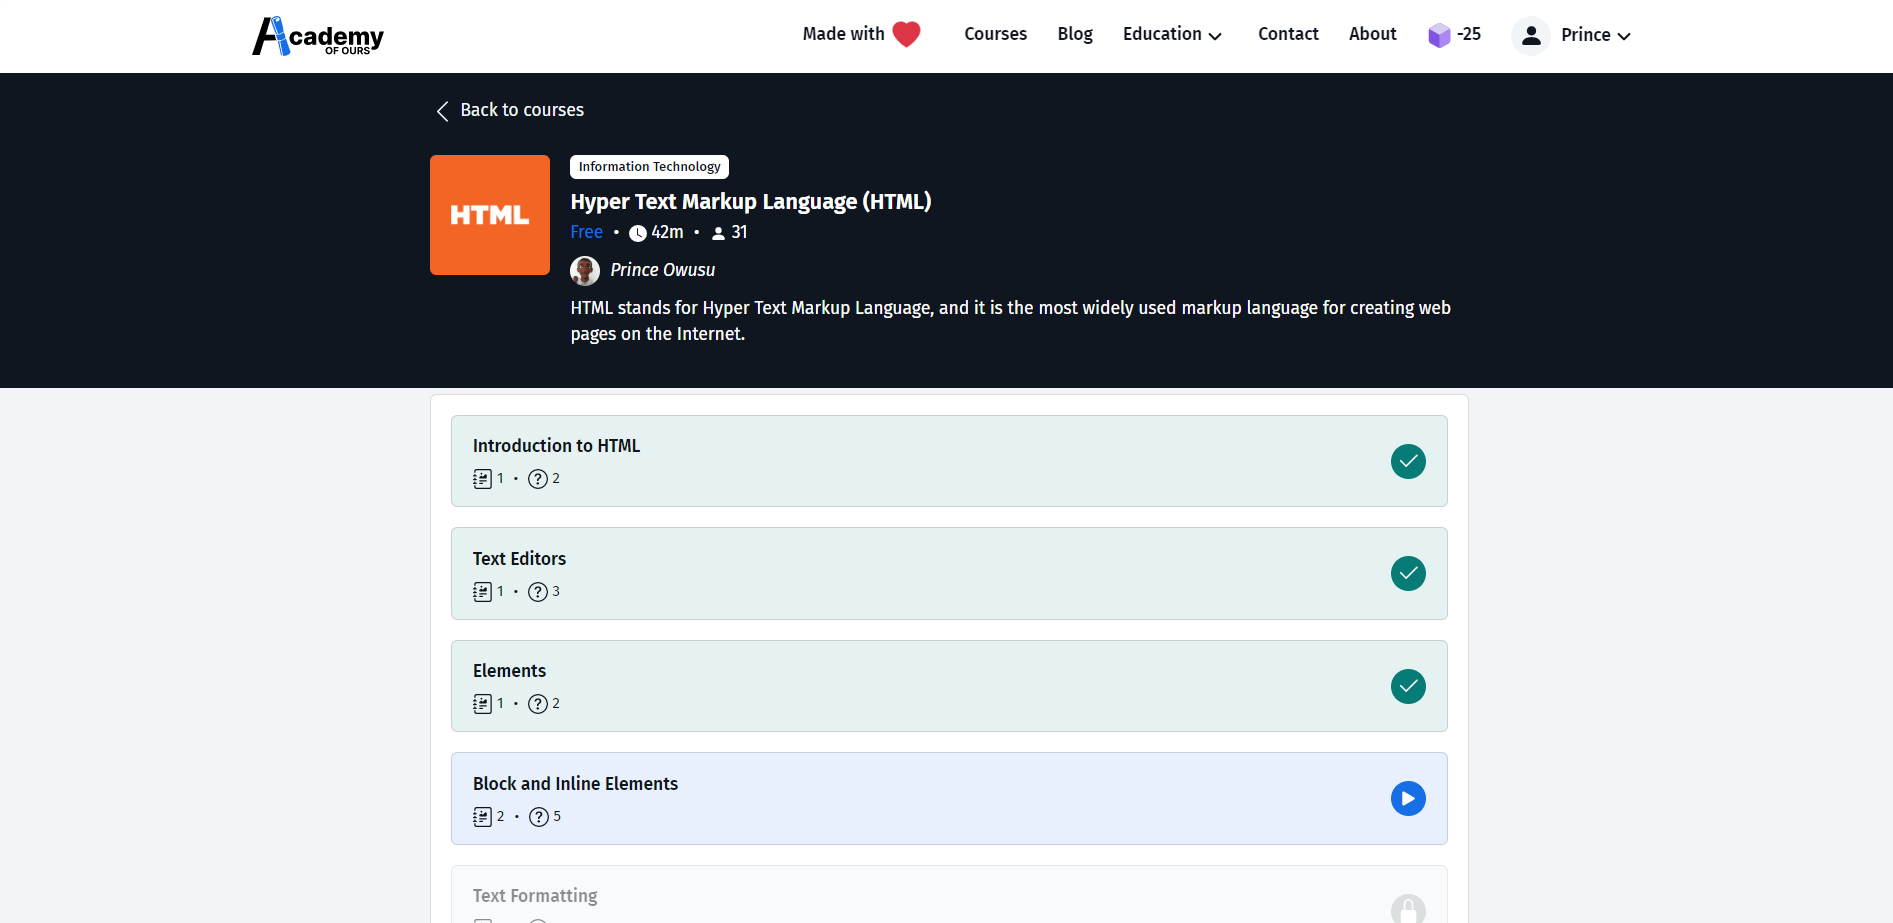 Academy
OF OURS
Made with
Courses
Blog
Education
Contact
About
-25
Prince
Back to courses
HTML
Information Technology
Hyper Text Markup Language (HTML)
Free • 42m • 31
Prince Owusu
HTML stands for Hyper Text Markup Language, and it is the most widely used markup language for creating web
pages on the Internet.
Introduction to HTML
1 • 2
Text Editors
1 • 3
Elements
1 • 2
Block and Inline Elements
2 • 5
Text Formatting